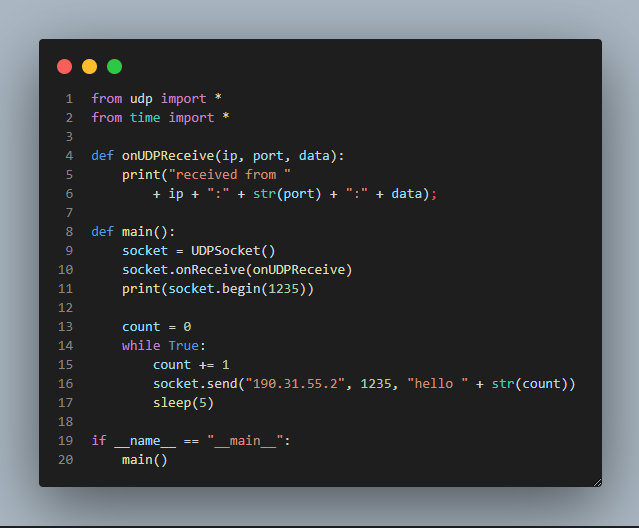 1 from udp import *
2 from time import *
3
4 def onUDPReceive(ip, port, data):
5     print("received from "
6         + ip + ":" + str(port) + ":" + data);
7
8 def main():
9     socket = UDPSocket()
10     socket.onReceive(onUDPReceive)
11     print(socket.begin(1235))
12
13     count = 0
14     while True:
15         count += 1
16         socket.send("190.31.55.2", 1235, "hello " + str(count))
17         sleep(5)
18
19 if __name__ == "__main__":
20     main()